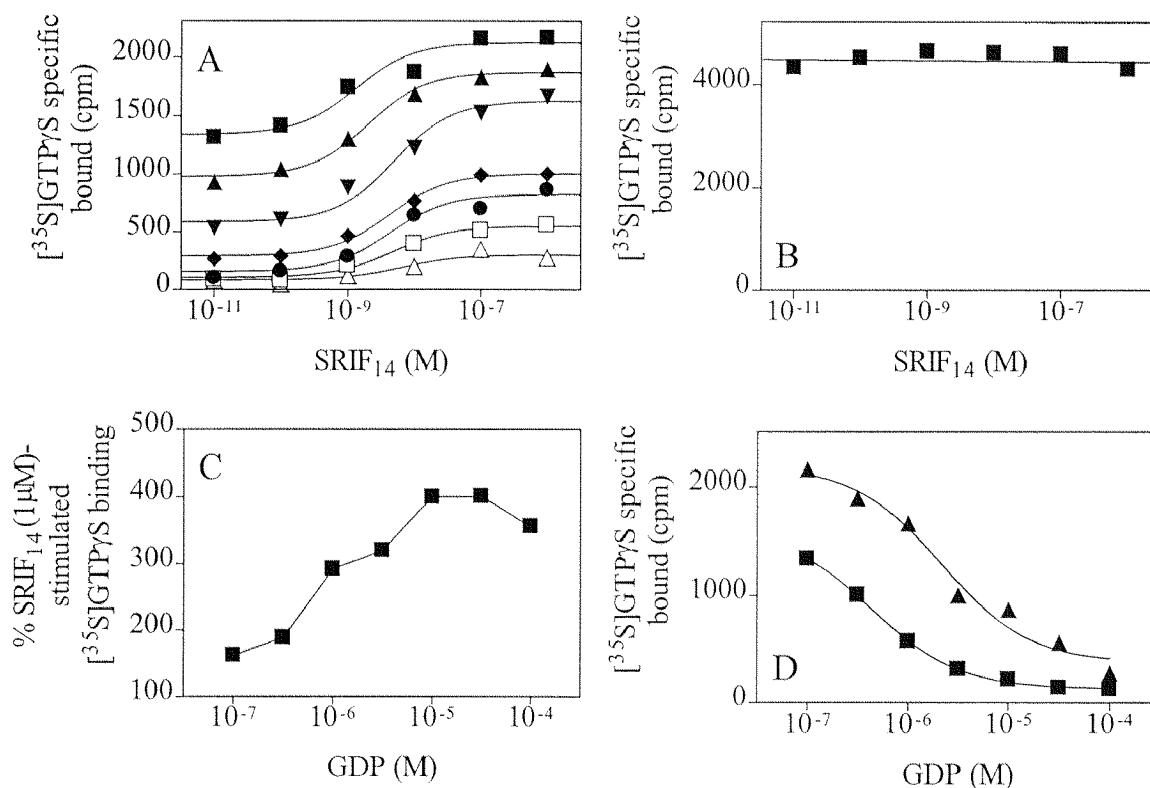 A
[³⁵S]GTPγS specific
bound (cpm)
2000
1500
1000
500
0
10⁻¹¹ 10⁻⁹ 10⁻⁷
SRIF₁₄ (M)
B
[³⁵S]GTPγS specific
bound (cpm)
4000
2000
0
10⁻¹¹ 10⁻⁹ 10⁻⁷
SRIF₁₄ (M)
C
% SRIF₁₄ (1μM)-
stimulated
[³⁵S]GTPγS binding
500
400
300
200
100
10⁻⁷ 10⁻⁶ 10⁻⁵ 10⁻⁴
GDP (M)
D
[³⁵S]GTPγS specific
bound (cpm)
2000
1000
0
10⁻⁷ 10⁻⁶ 10⁻⁵ 10⁻⁴
GDP (M)